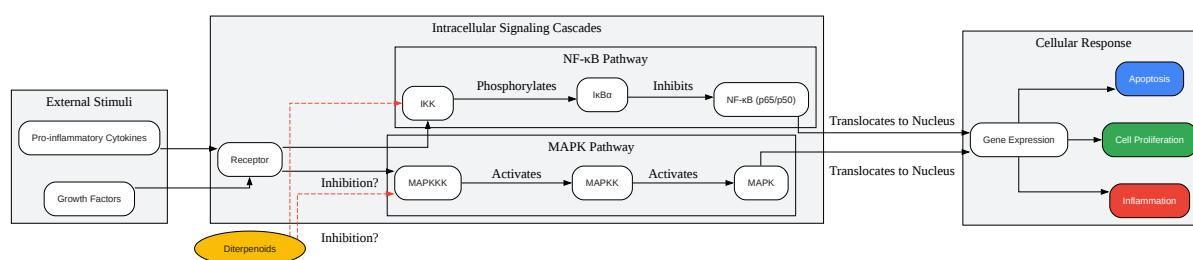 Intracellular Signaling Cascades
Cellular Response
NF-κB Pathway
Apoptosis
External Stimuli
Phosphorylates
Inhibits
IKK
IκBα
NF-κB (p65/p50)
Pro-inflammatory Cytokines
Translocates to Nucleus
Gene Expression
Cell Proliferation
MAPK Pathway
Receptor
Inhibition?
MAPKKK
Activates
MAPKK
Activates
MAPK
Translocates to Nucleus
Growth Factors
Inflammation
Inhibition?
Diterpenoids